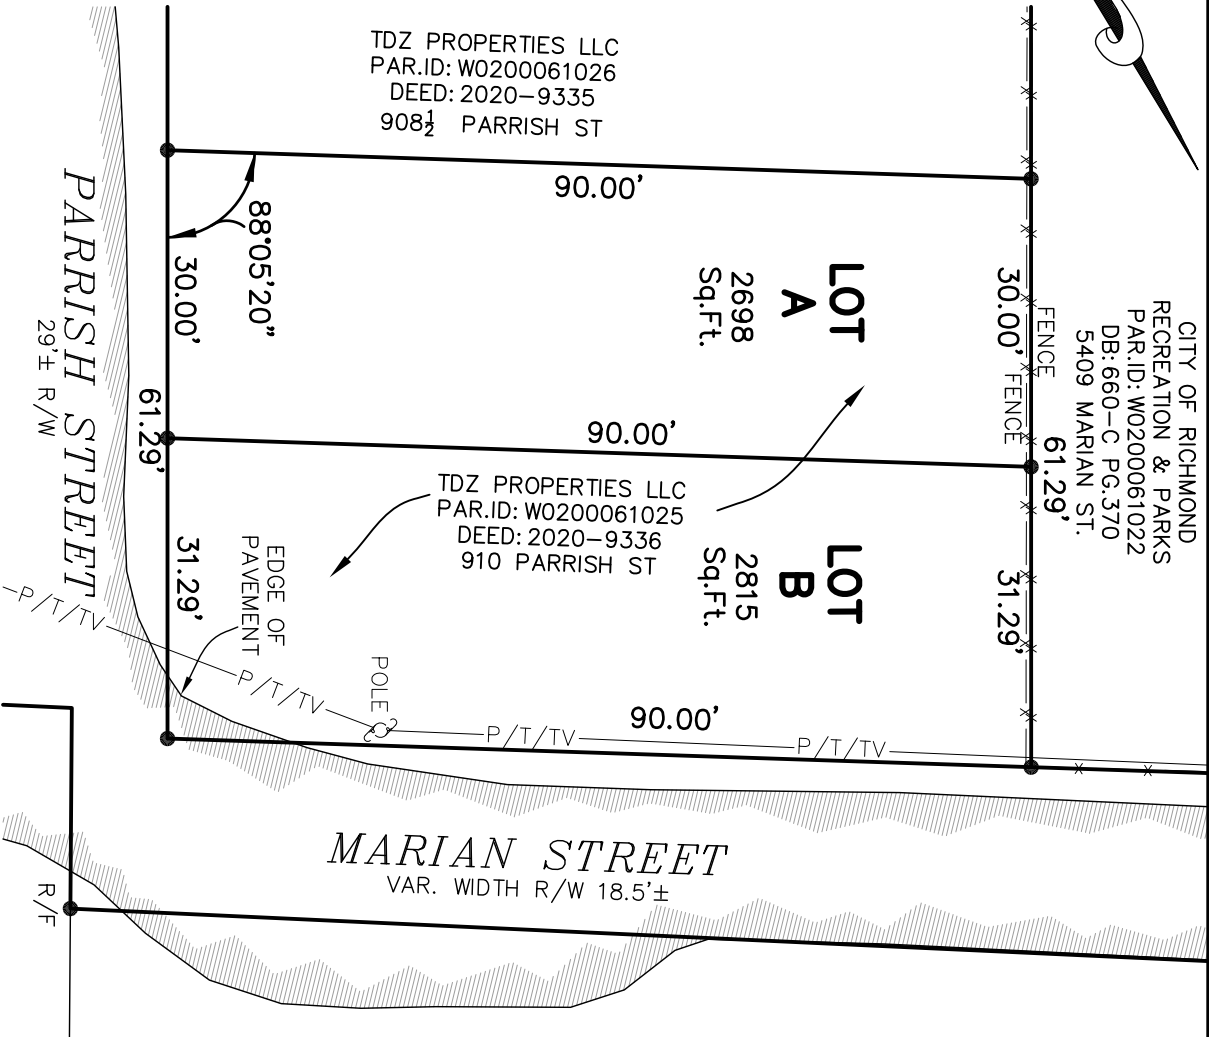 TDZ PROPERTIES LLC
PAR.ID: W0200061026
DEED: 2020-9335
908½ PARRISH ST
90.00'
88°05'20"
30.00'
LOT
A
2698
Sq.Ft.
30.00'
FENCE
FENCE
CITY OF RICHMOND
RECREATION & PARKS
PAR.ID: W0200061022
DB: 660-C PG.370
5409 MARIAN ST.
PARRISH STREET
29'± R/W
61.29'
90.00'
61.29'
TDZ PROPERTIES LLC
PAR.ID: W0200061025
DEED: 2020-9336
910 PARRISH ST
LOT
B
2815
Sq.Ft.
31.29'
31.29'
EDGE OF
PAVEMENT
-P/T/TV
P/T/TV
POLE
P/T/TV
P/T/TV
90.00'
MARIAN STREET
VAR. WIDTH R/W 18.5'±
R/F